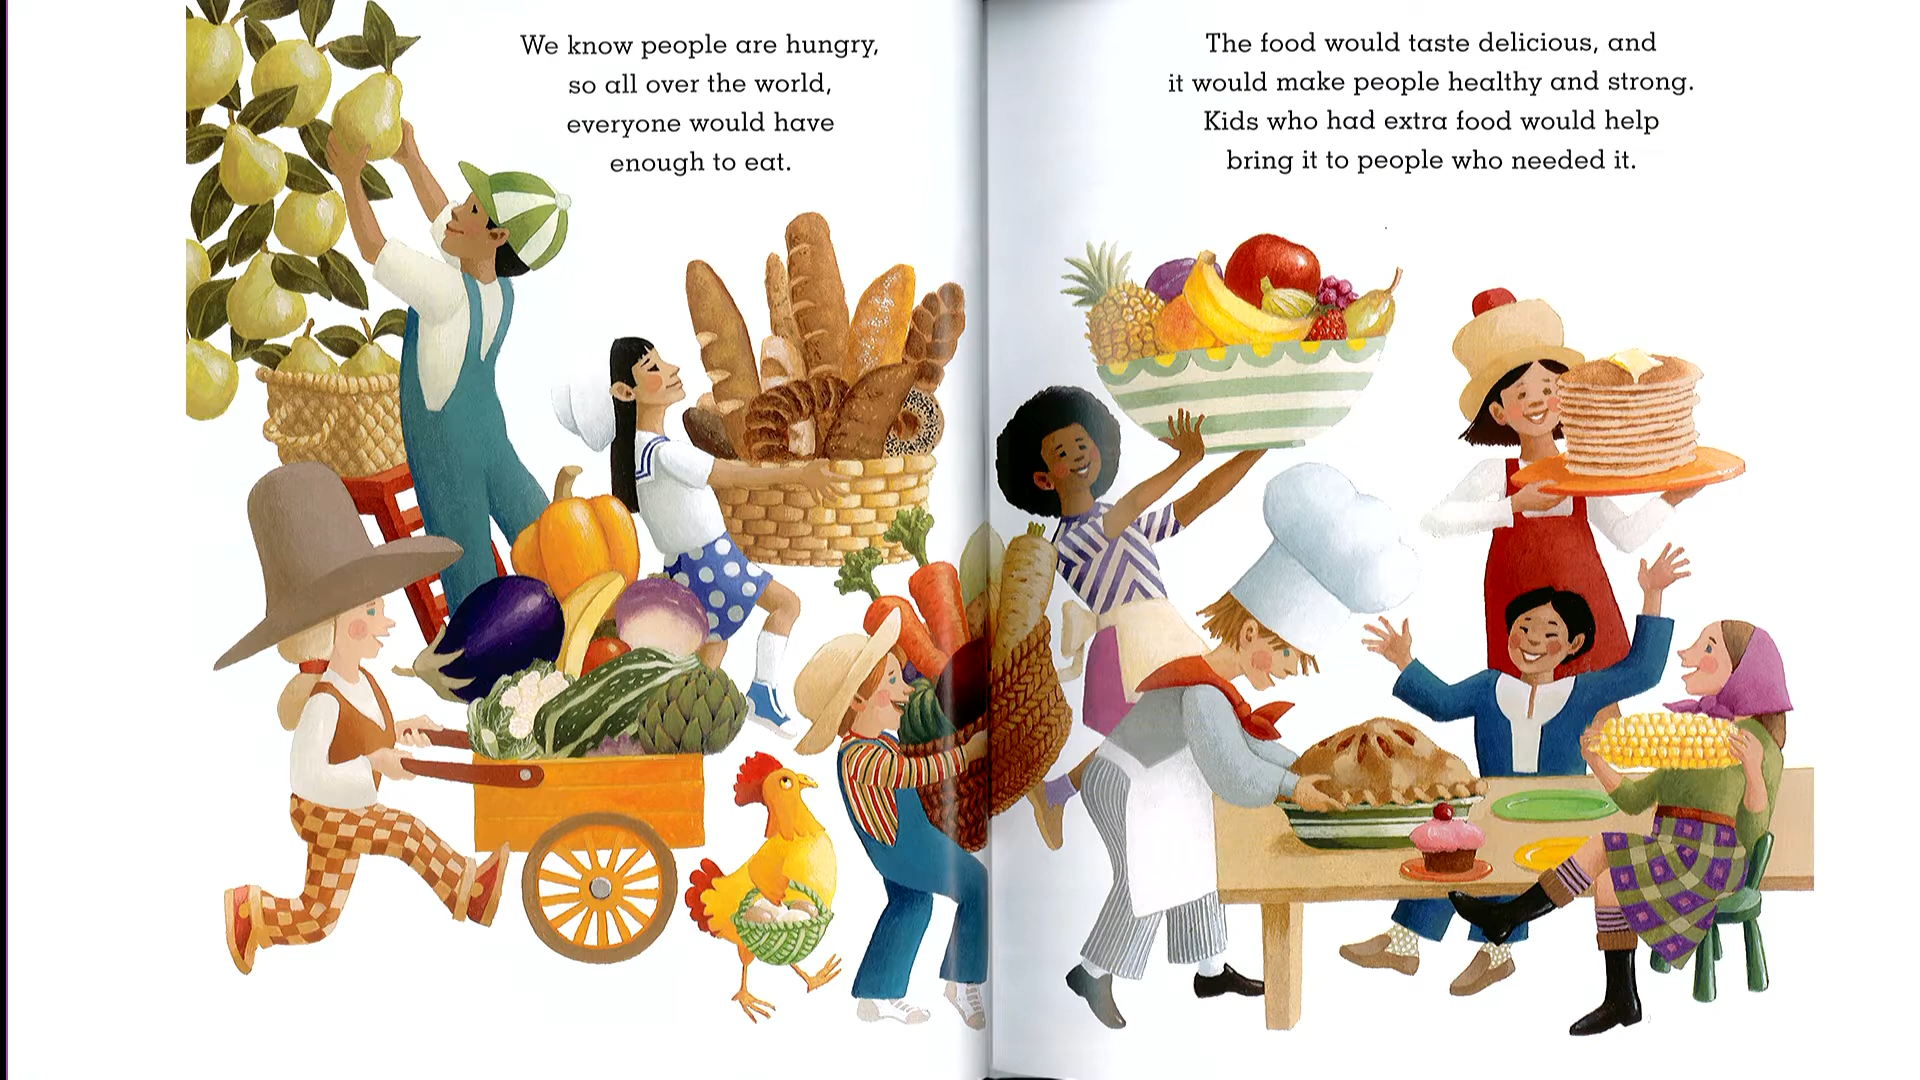 We know people are hungry,
so all over the world,
everyone would have
enough to eat.
The food would taste delicious, and
it would make people healthy and strong.
Kids who had extra food would help
bring it to people who needed it.